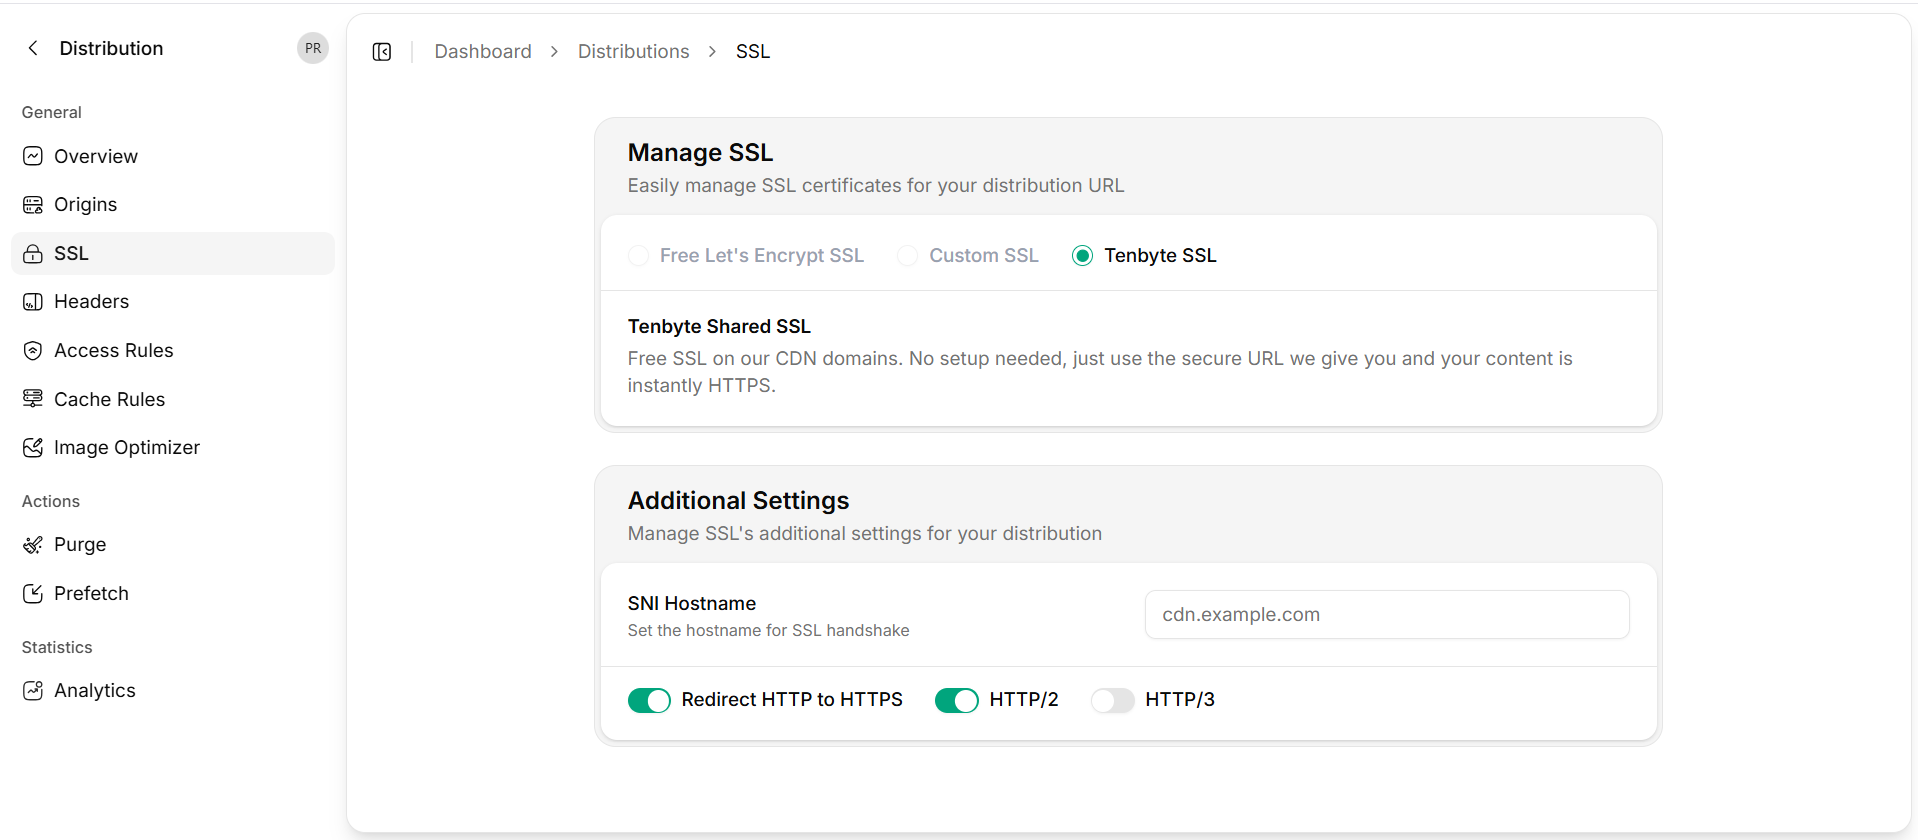 Distribution
PR
General
Overview
Origins
SSL
Headers
Access Rules
Cache Rules
Image Optimizer
Actions
Purge
Prefetch
Statistics
Analytics
Dashboard > Distributions > SSL
Manage SSL
Easily manage SSL certificates for your distribution URL
Free Let's Encrypt SSL Custom SSL Tenbyte SSL
Tenbyte Shared SSL
Free SSL on our CDN domains. No setup needed, just use the secure URL we give you and your content is
instantly HTTPS.
Additional Settings
Manage SSL's additional settings for your distribution
SNI Hostname
Set the hostname for SSL handshake
cdn.example.com
Redirect HTTP to HTTPS HTTP/2 HTTP/3